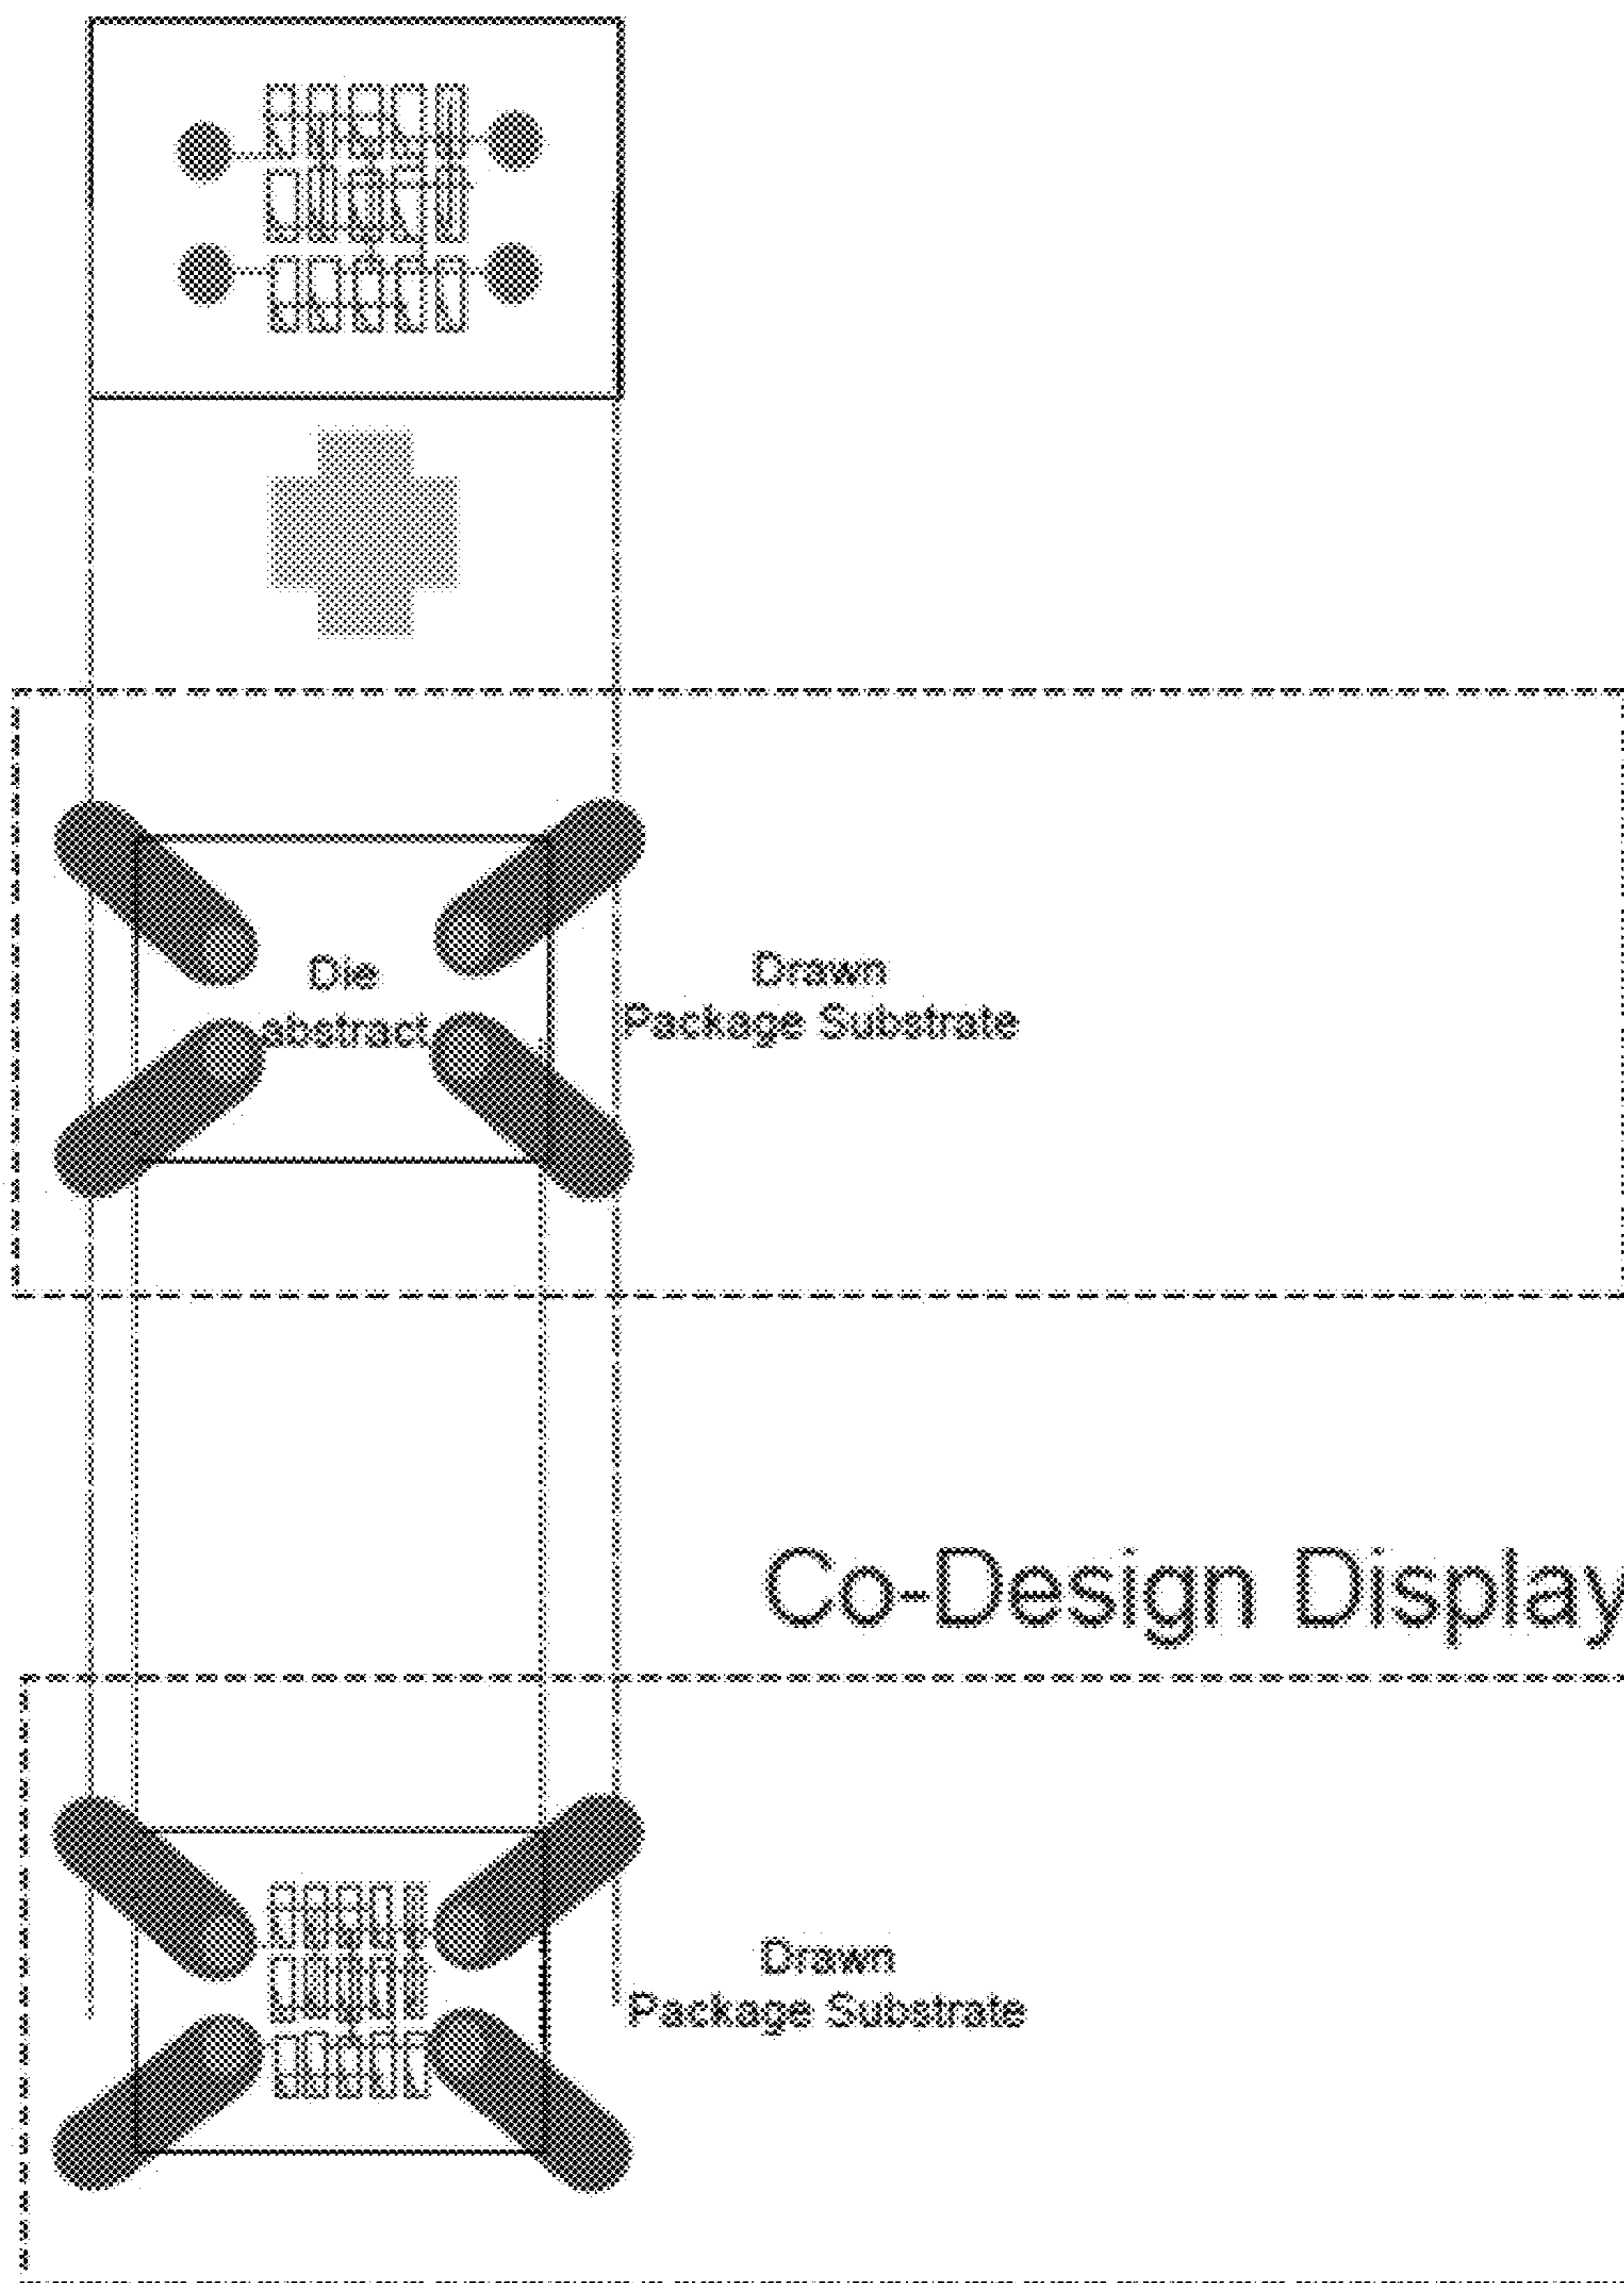 Die
abstract
Drawn
Package Substrate
Co-Design Display
Drawn
Package Substrate